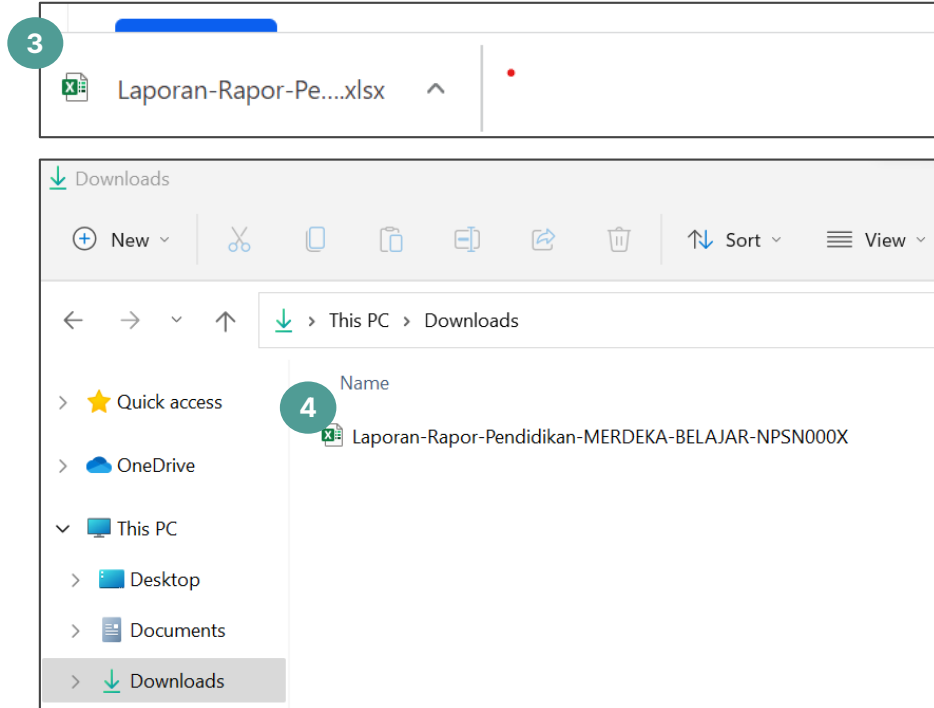 3
Laporan-Rapor-Pe....xlsx
Downloads
New
Sort
View
This PC > Downloads
Name
Quick access
4
Laporan-Rapor-Pendidikan-MERDEKA-BELAJAR-NPSN000X
OneDrive
This PC
Desktop
Documents
Downloads